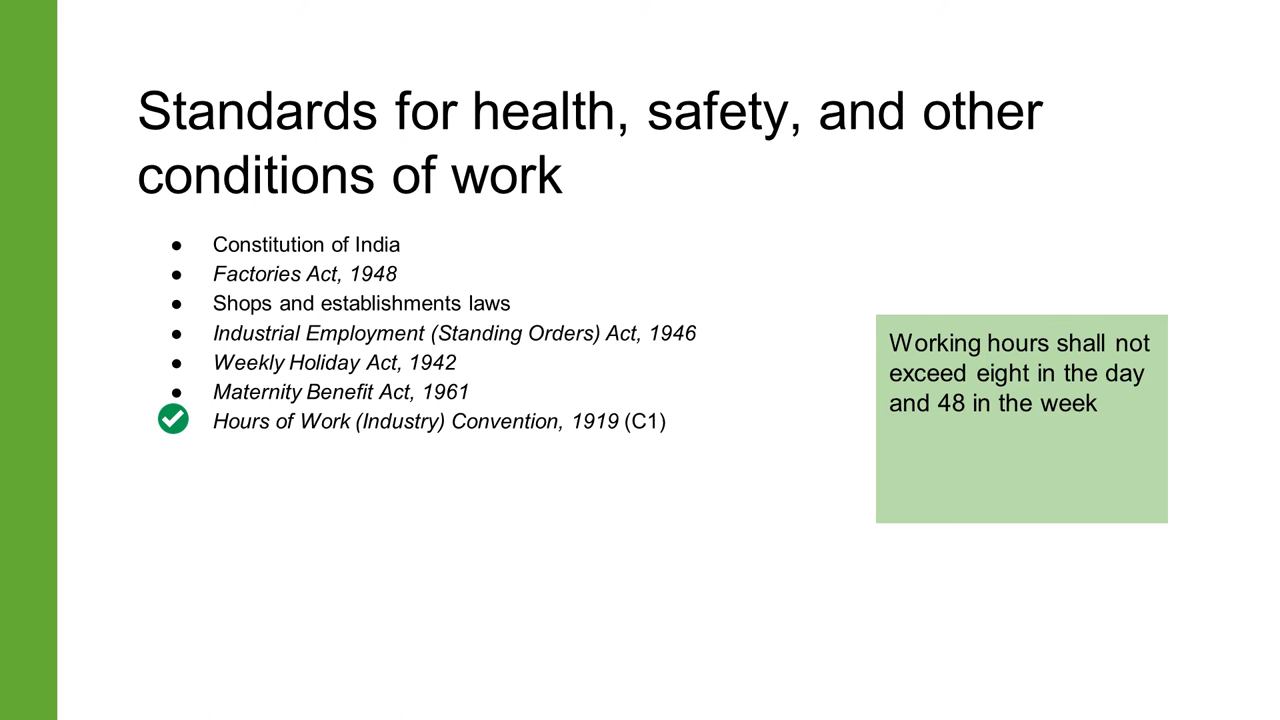 Standards for health, safety, and other
conditions of work
● Constitution of India
● Factories Act, 1948
● Shops and establishments laws
● Industrial Employment (Standing Orders) Act, 1946
● Weekly Holiday Act, 1942
● Maternity Benefit Act, 1961
Hours of Work (Industry) Convention, 1919 (C1)
Working hours shall not
exceed eight in the day
and 48 in the week